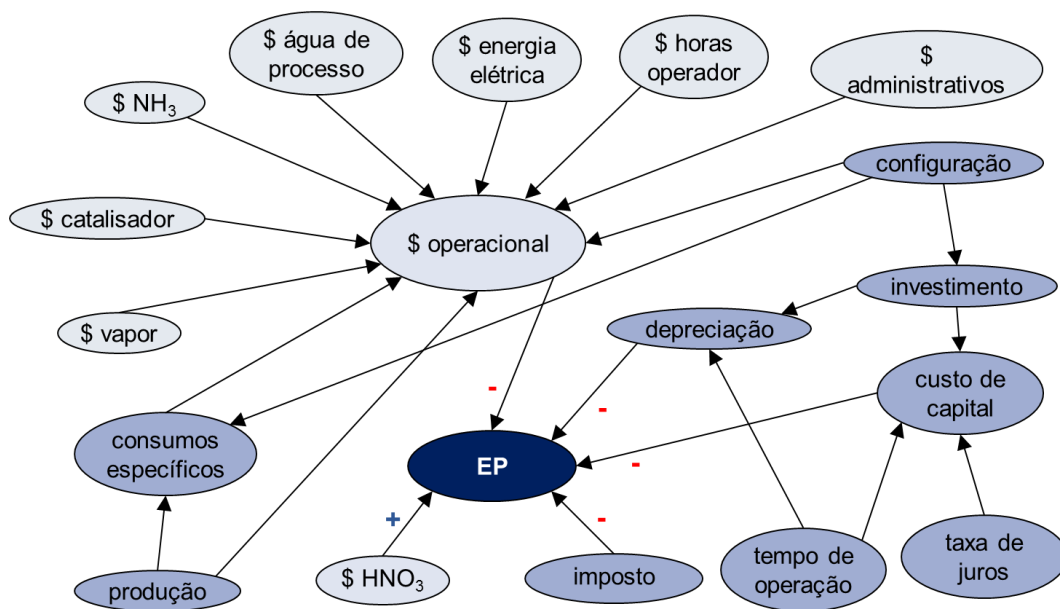 $ água de
processo
$ energia
elétrica
$ horas
operador
$
administrativos
$ NH₃
configuração
$ catalisador
$ operacional
investimento
$ vapor
depreciação
custo de
capital
-
-
consumos
específicos
EP
-
+
-
produção
$ HNO₃
imposto
tempo de
operação
taxa de
juros